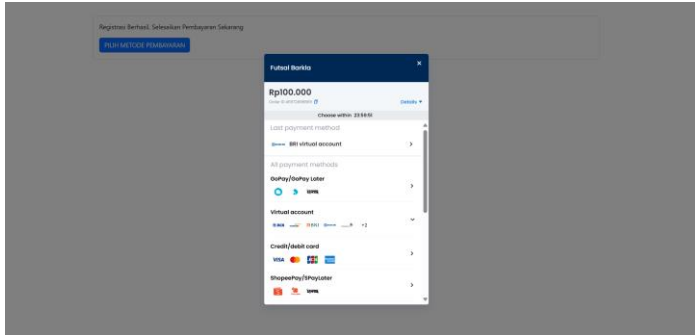 Registrasi Berhasil. Selesaikan Pembayaran Sekarang
PILIH METODE PEMBAYARAN
Futsal Barkla
×
Rp100.000
Details
Choose within 23:59:51
Last payment method
BRI virtual account
All payment methods
GoPay/GoPay Later
Virtual account
BNI
Credit/debit card
VISA
JCB
ShopeePay/SPayLater